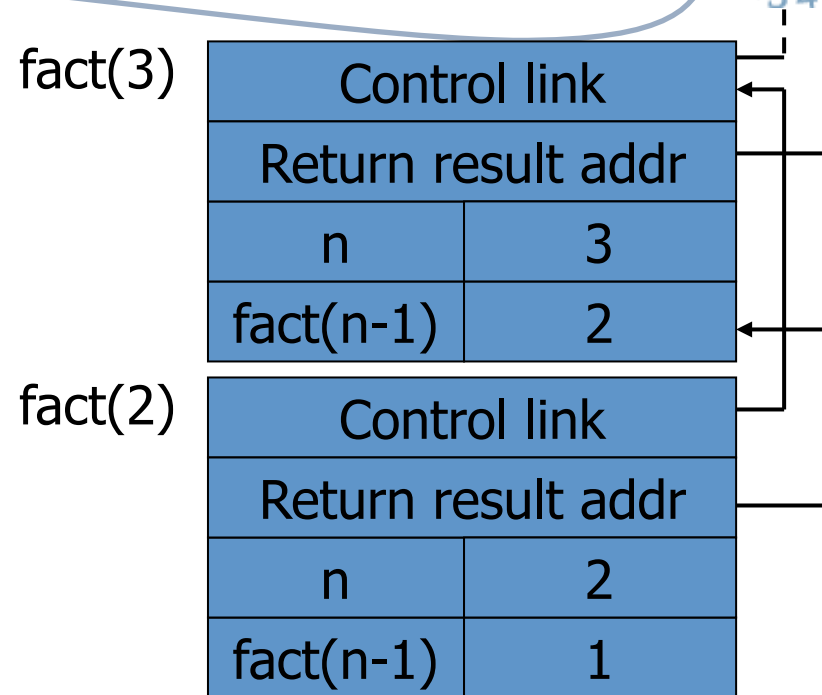 fact(3)
Control link
Return result addr
n 3
fact(n-1) 2
fact(2)
Control link
Return result addr
n 2
fact(n-1) 1